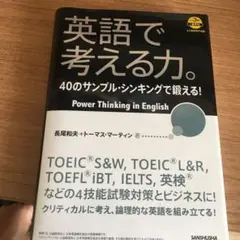 英語で
考える力。
40のサンプル・シンキングで鍛える!
Power Thinking in English
長尾和夫+トーマス・マーティン 著
TOEIC® S&W, TOEIC® L&R,
TOEFL® iBT, IELTS, 英検®
などの4技能試験対策とビジネスに!
クリティカルに考え、論理的な英語を組み立てる!
SANSHUSHA